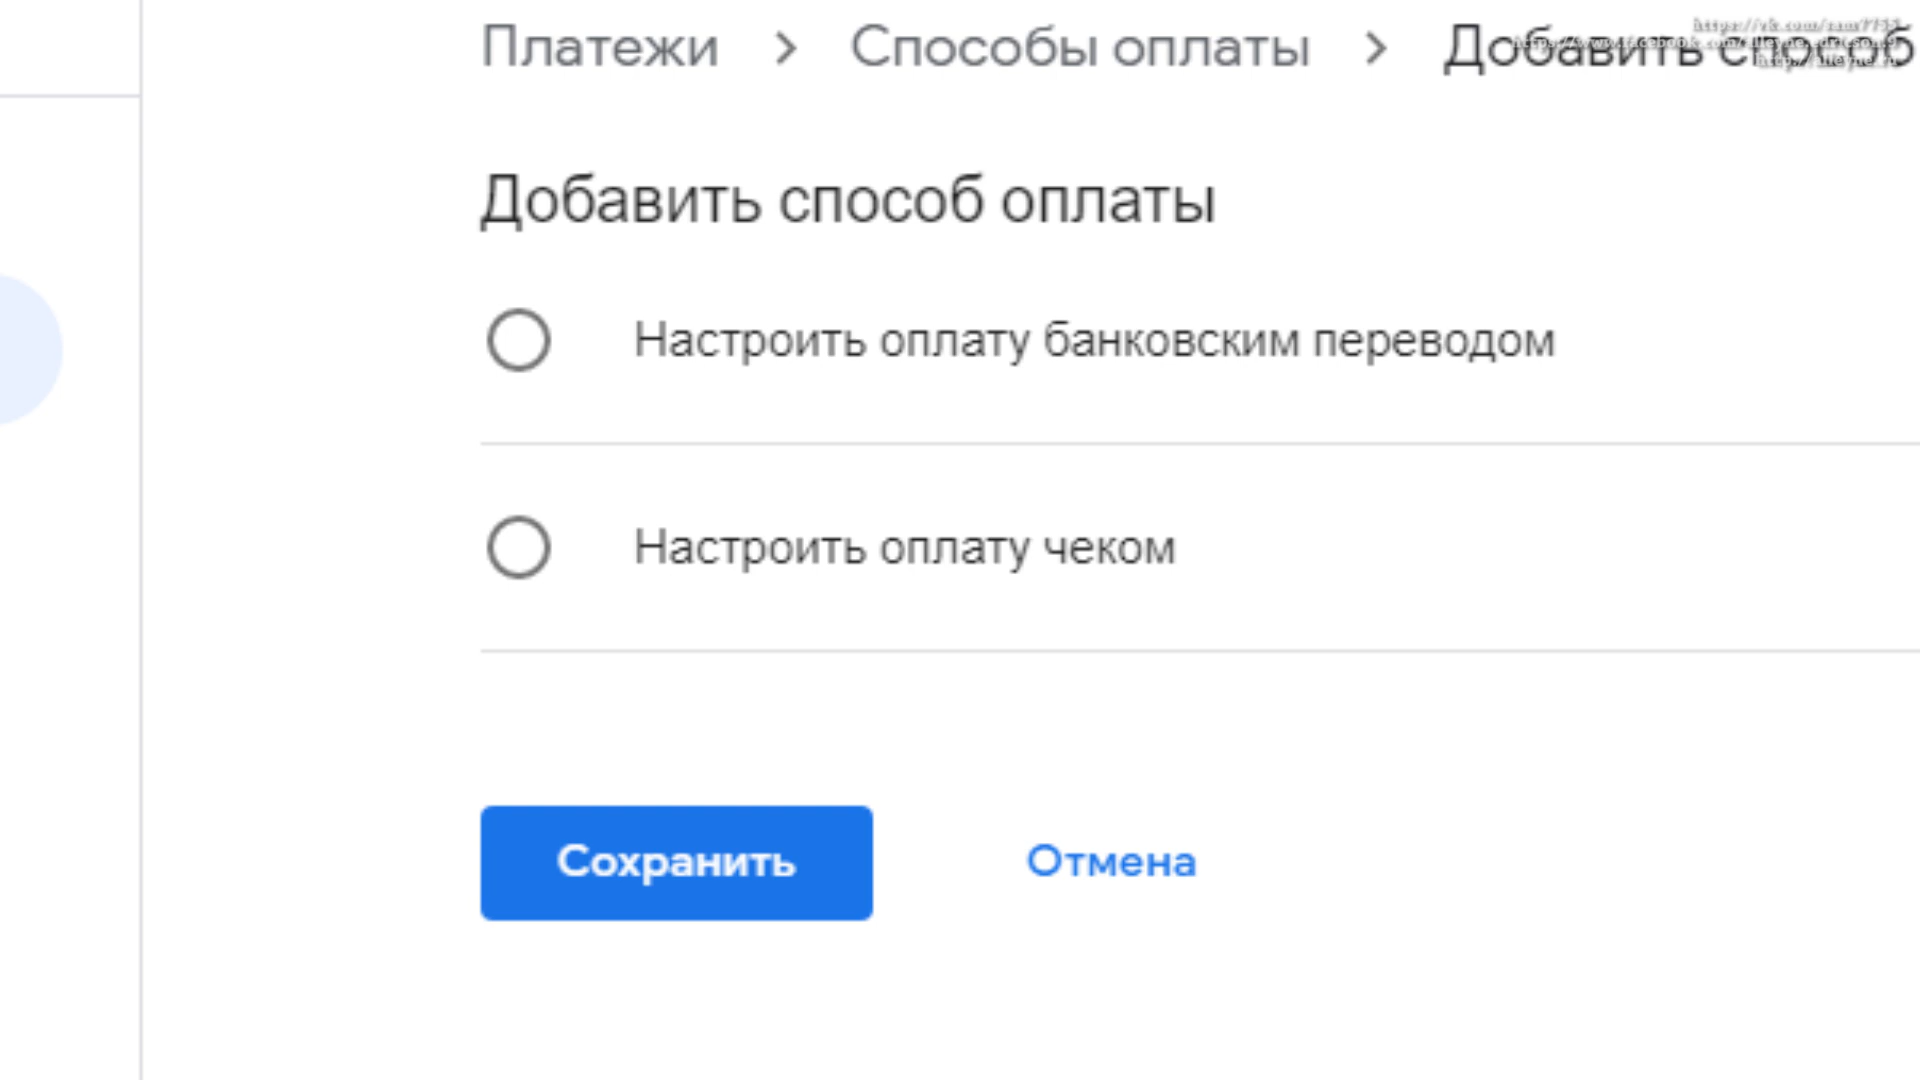 Платежи > Способы оплаты > Добавить способ
Добавить способ оплаты
Настроить оплату банковским переводом
Настроить оплату чеком
Сохранить Отмена